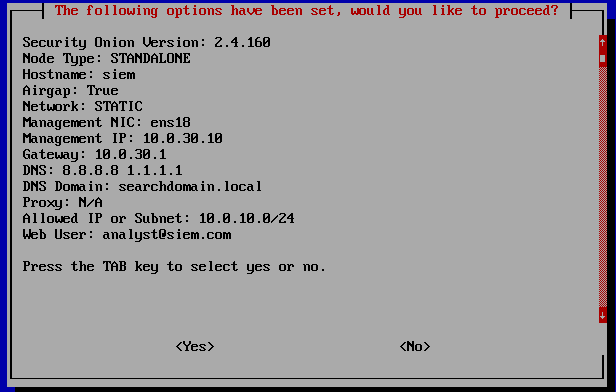 The following options have been set, would you like to proceed?
Security Onion Version: 2.4.160
Node Type: STANDALONE
Hostname: siem
Airgap: True
Network: STATIC
Management NIC: ens18
Management IP: 10.0.30.10
Gateway: 10.0.30.1
DNS: 8.8.8.8 1.1.1.1
DNS Domain: searchdomain.local
Proxy: N/A
Allowed IP or Subnet: 10.0.10.0/24
Web User: analyst@siem.com
Press the TAB key to select yes or no.
<Yes> <No>